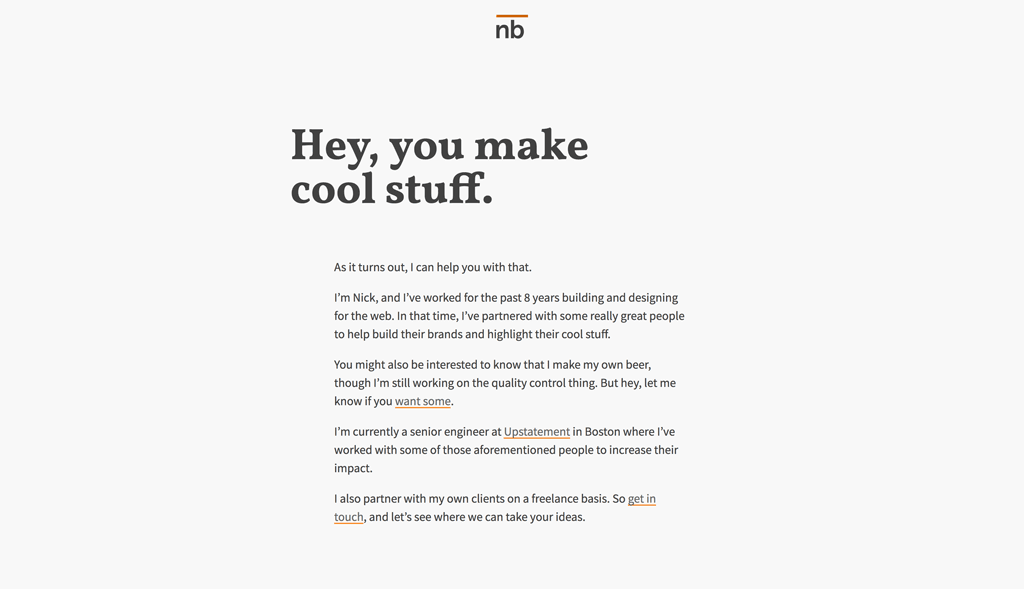 nb
Hey, you make
cool stuff.
As it turns out, I can help you with that.
I’m Nick, and I’ve worked for the past 8 years building and designing
for the web. In that time, I’ve partnered with some really great people
to help build their brands and highlight their cool stuff.
You might also be interested to know that I make my own beer,
though I’m still working on the quality control thing. But hey, let me
know if you want some.
I’m currently a senior engineer at Upstatement in Boston where I’ve
worked with some of those aforementioned people to increase their
impact.
I also partner with my own clients on a freelance basis. So get in
touch, and let’s see where we can take your ideas.